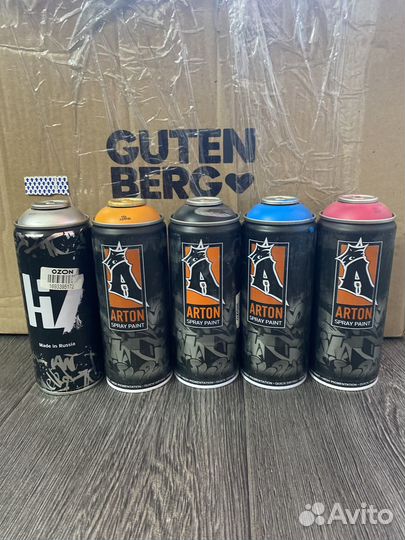 GUTEN
BERG
OZON
H7
Made in Russia
ARTON
SPRAY PAINT
ARTON
SPRAY PAINT
ARTON
SPRAY PAINT
ARTON
SPRAY PAINT
Avito